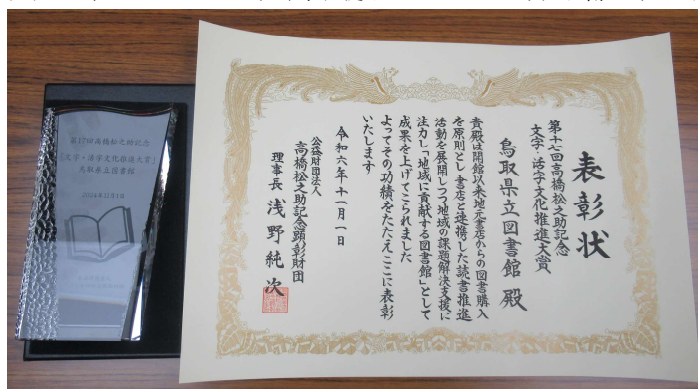 第17回高橋松之助記念
「文字・活字文化推進大賞」
鳥取県立図書館
2024年11月1日
表彰状
第十七回高橋松之助記念
文字・活字文化推進大賞
鳥取県立図書館 殿
貴殿は開館以来地元書店からの図書購入
を原則とし書店と連携した読書推進
活動を展開しつつ地域の課題解決支援に
注力し「地域に貢献する図書館」として
成果を上げてこられました
よってその功績をたたえここに表彰
いたします
令和六年十一月一日
公益財団法人
高橋松之助記念顕彰財団
理事長 浅野純次